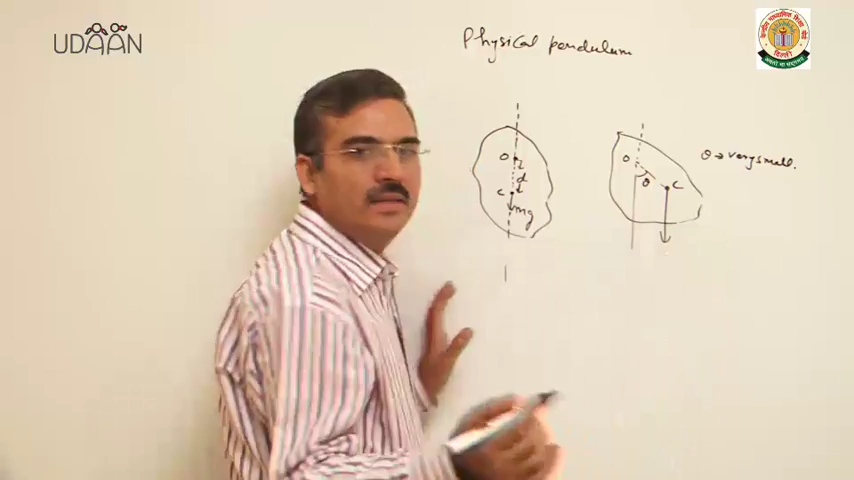 UDAAN
Physical pendulum
O
d
C
mg
O
θ
C
θ → very small.